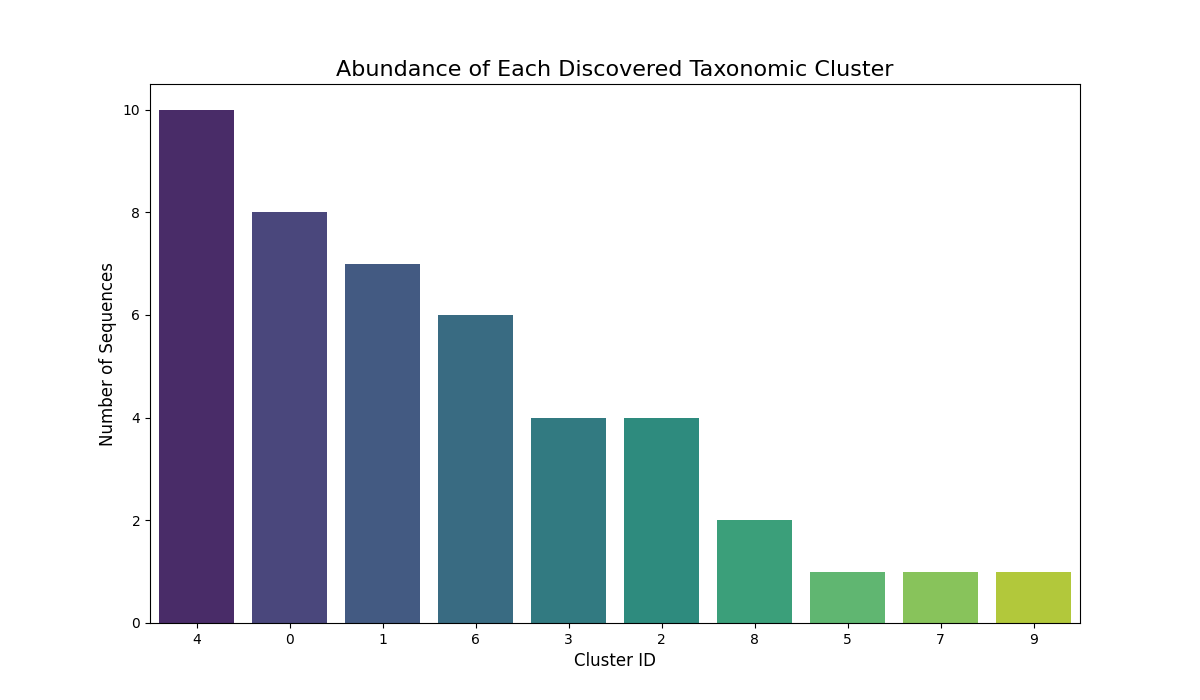 Abundance of Each Discovered Taxonomic Cluster
Number of Sequences
10
8
6
4
2
0
4 0 1 6 3 2 8 5 7 9
Cluster ID